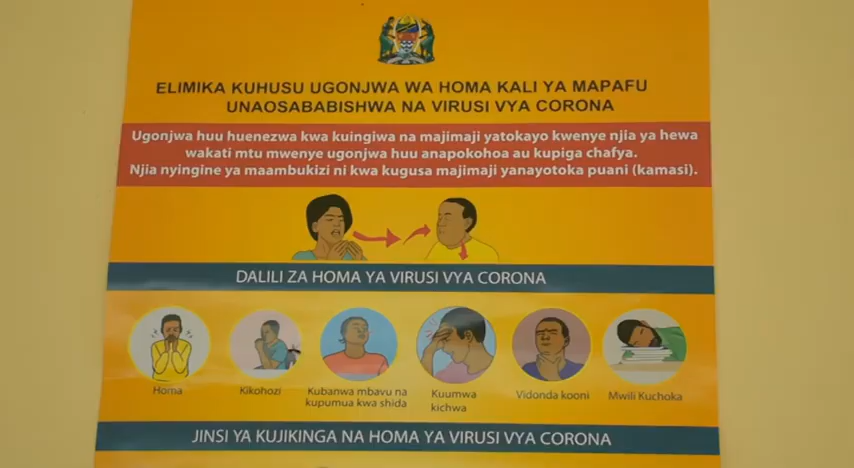 ELIMIKA KUHUSU UGONJWA WA HOMA KALI YA MAPAFU
UNAOSABABISHWA NA VIRUSI VYA CORONA
Ugonjwa huu huenezwa kwa kuingiwa na majimaji yatokayo kwenye njia ya hewa
wakati mtu mwenye ugonjwa huu anapokohoa au kupiga chafya.
Njia nyingine ya maambukizi ni kwa kugusa majimaji yanayotoka puani (kamasi).
DALILI ZA HOMA YA VIRUSI VYA CORONA
Homa
Kikohozi
Kubanwa mbavu na
kupumua kwa shida
Kuumwa
kichwa
Vidonda kooni
Mwili Kuchoka
JINSI YA KUJIKINGA NA HOMA YA VIRUSI VYA CORONA